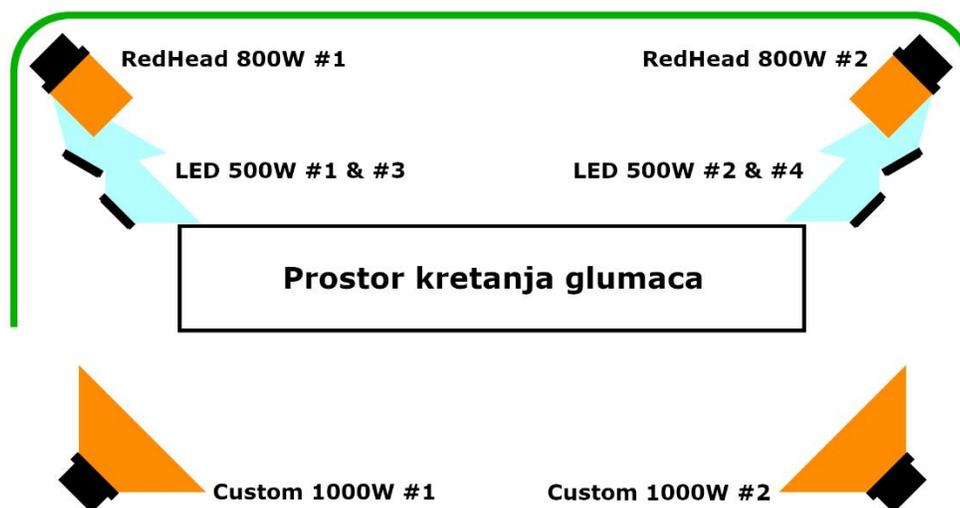 RedHead 800W #1
RedHead 800W #2
LED 500W #1 & #3
LED 500W #2 & #4
Prostor kretanja glumaca
Custom 1000W #1
Custom 1000W #2